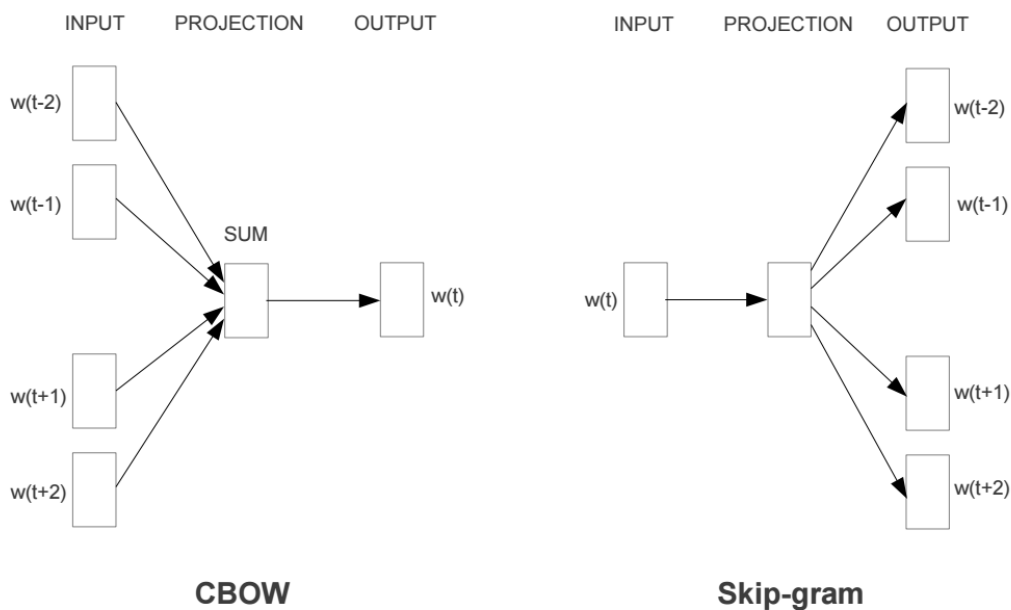 INPUT PROJECTION OUTPUT
w(t-2)
w(t-1)
SUM
w(t)
w(t+1)
w(t+2)
CBOW
INPUT PROJECTION OUTPUT
w(t-2)
w(t-1)
w(t)
w(t+1)
w(t+2)
Skip-gram